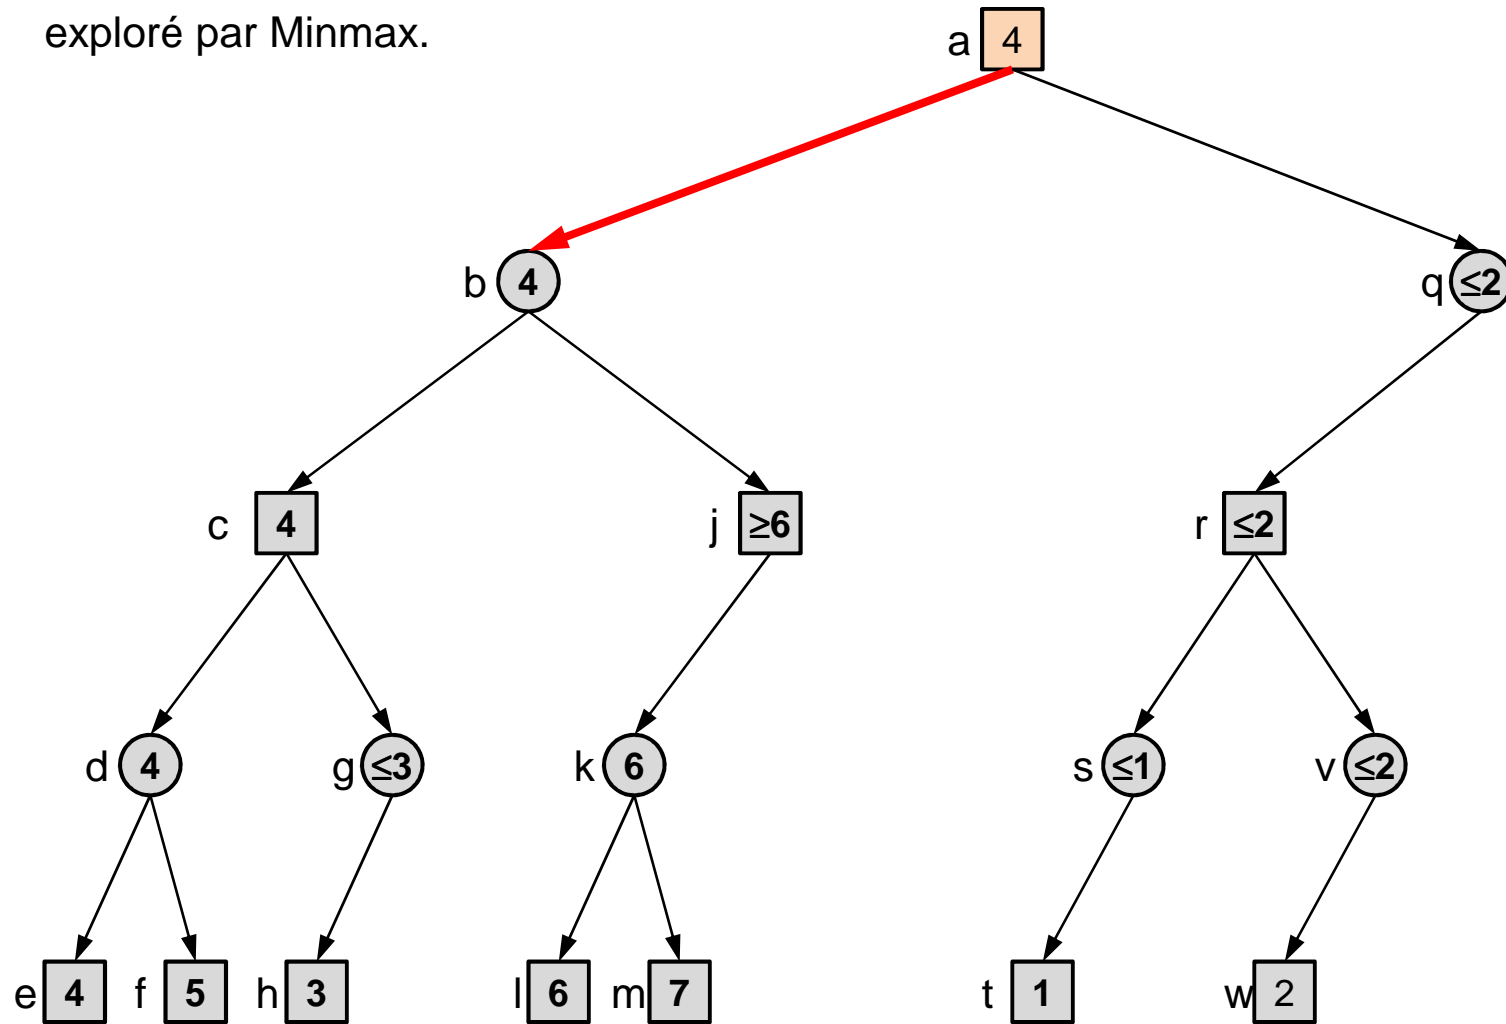 exploré par Minmax.
a 4
b 4
q ≤2
c 4
j ≥6
r ≤2
d 4
g ≤3
k 6
s ≤1
v ≤2
e 4
f 5
h 3
l 6
m 7
t 1
w 2